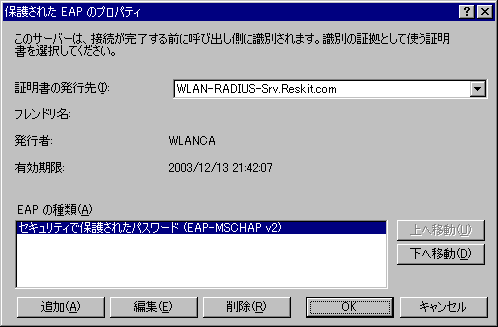 保護された EAP のプロパティ
このサーバーは、接続が完了する前に呼び出し側に識別されます。識別の証拠として使う証明
書を選択してください。
証明書の発行先(I):
WLAN-RADIUS-Srv.Reskit.com
フレンドリ名:
発行者:
WLANCA
有効期限:
2003/12/13 21:42:07
EAP の種類(A)
セキュリティで保護されたパスワード (EAP-MSCHAP v2)
上へ移動(U)
下へ移動(D)
追加(A)
編集(E)
削除(R)
OK
キャンセル